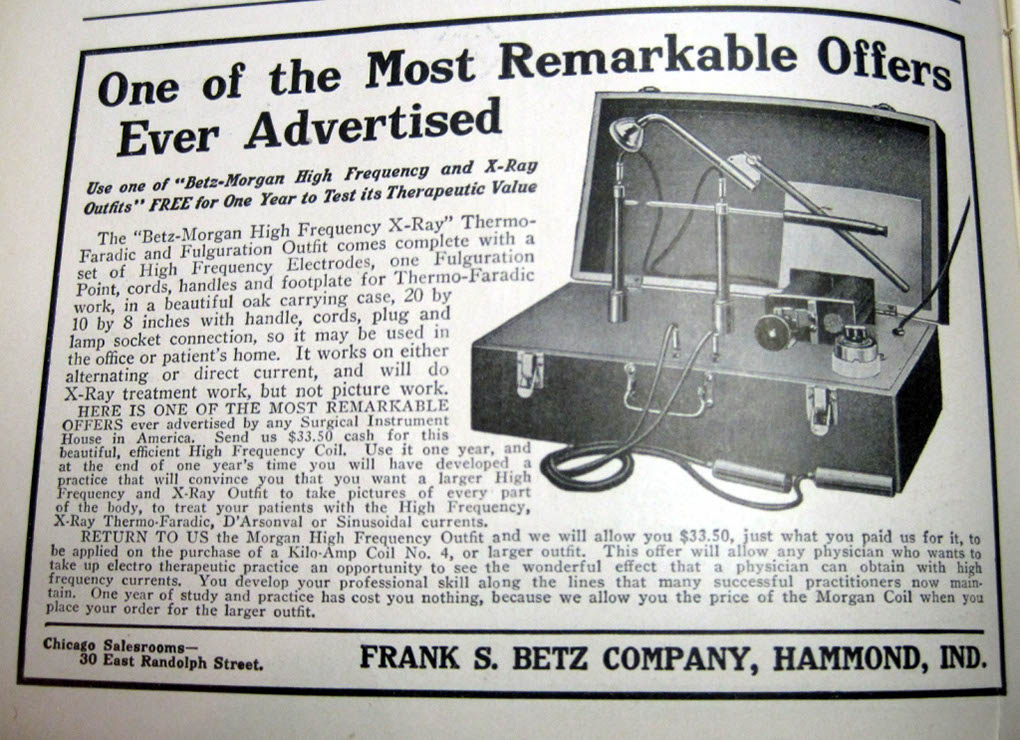 One of the Most Remarkable Offers
Ever Advertised
Use one of "Betz-Morgan High Frequency and X-Ray
Outfits" FREE for One Year to Test its Therapeutic Value
The "Betz-Morgan High Frequency X-Ray" Thermo-
Faradic and Fulguration Outfit comes complete with a
set of High Frequency Electrodes, one Fulguration
Point, cords, handles and footplate for Thermo-Faradic
work, in a beautiful oak carrying case, 20 by
10 by 8 inches with handle, cords, plug and
lamp socket connection, so it may be used in
the office or patient's home. It works on either
alternating or direct current, and will do
X-Ray treatment work, but not picture work.
HERE IS ONE OF THE MOST REMARKABLE
OFFERS ever advertised by any Surgical Instrument
House in America. Send us $33.50 cash for this
beautiful, efficient High Frequency Coil. Use it one year, and
at the end of one year's time you will have developed a
practice that will convince you that you want a larger High
Frequency and X-Ray Outfit to take pictures of every part
of the body, to treat your patients with the High Frequency,
X-Ray Thermo-Faradic, D'Arsonval or Sinusoidal currents.
RETURN TO US the Morgan High Frequency Outfit and we will allow you $33.50, just what you paid us for it, to
be applied on the purchase of a Kilo-Amp Coil No. 4, or larger outfit. This offer will allow any physician who wants to
take up electro therapeutic practice an opportunity to see the wonderful effect that a physician can obtain with high
frequency currents. You develop your professional skill along the lines that many successful practitioners now main-
tain. One year of study and practice has cost you nothing, because we allow you the price of the Morgan Coil when you
place your order for the larger outfit.
Chicago Salesrooms—
30 East Randolph Street.
FRANK S. BETZ COMPANY, HAMMOND, IND.